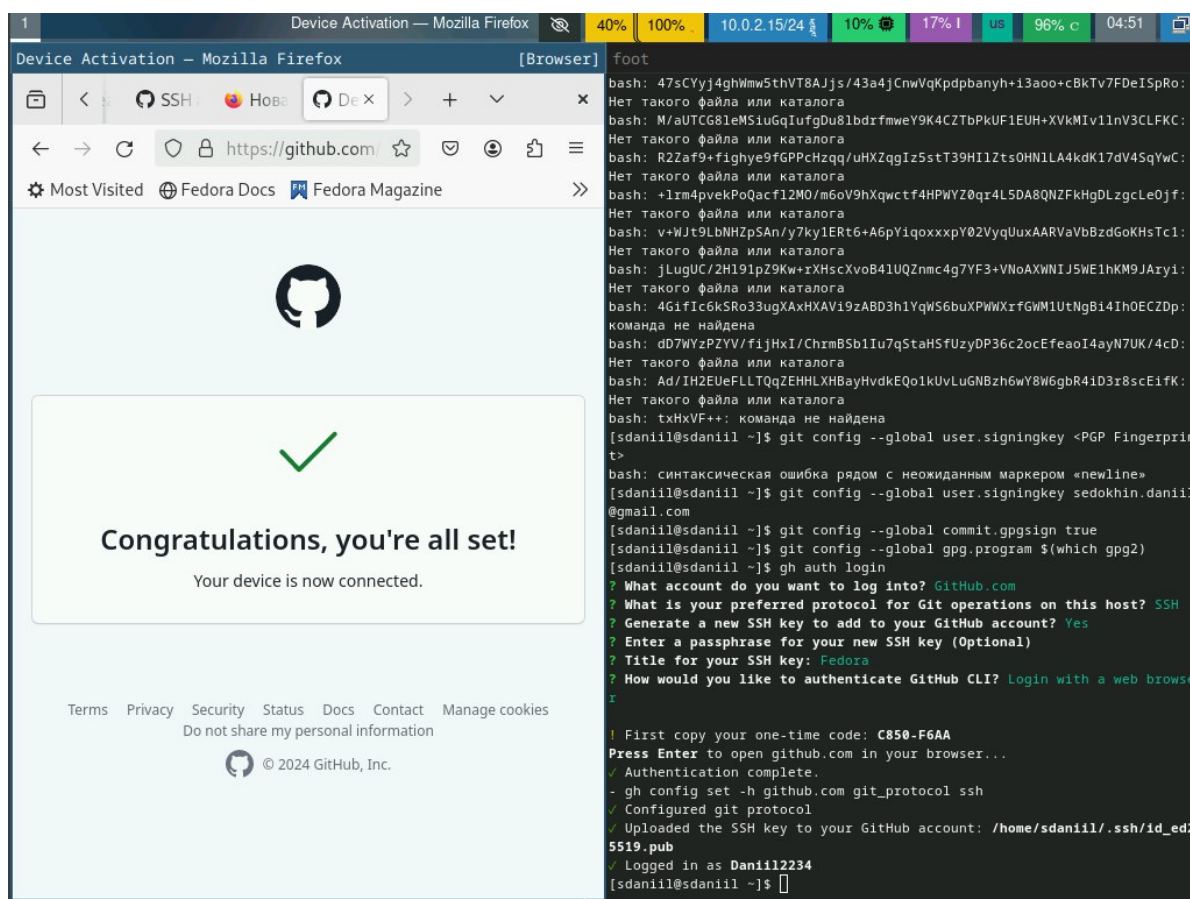 1
Device Activation — Mozilla Firefox
40%
100%
10.0.2.15/24
10%
17%
us
96%
04:51
Device Activation — Mozilla Firefox [Browser]
SSH
Нова
De
https://github.com/
Most Visited Fedora Docs Fedora Magazine
Congratulations, you're all set!
Your device is now connected.
Terms Privacy Security Status Docs Contact Manage cookies
Do not share my personal information
© 2024 GitHub, Inc.
foot
bash: 47sCYyj4ghWmw5thVT8AJjs/43a4jCnwVqKpdpbanyh+i3aoo+cBkTv7FDeISpRo:
Нет такого файла или каталога
bash: M/aUTCG8leMSiuGqIufgDu8lbdrfmweY9K4CZTbPkUF1EUH+XVkMIv1lnV3CLFKC:
Нет такого файла или каталога
bash: R2Zaf9+fighye9fGPPcHzqq/uHXZqgIz5stT39HIlZtsOHNlLA4kdK17dV4SqYwC:
Нет такого файла или каталога
bash: +lrm4pvekPoQacfl2MO/m6oV9hXqwctf4HPWYZ0qr4L5DA8QNZFkHgDLzgcLeOjf:
Нет такого файла или каталога
bash: v+WJt9LbNHZpSAn/y7ky1ERt6+A6pYiqoxxxpY02VyqUuxAARVaVbBzdGoKHsTc1:
Нет такого файла или каталога
bash: jLugUC/2Hl91pZ9Kw+rXHscXvoB4lUQZnmc4g7YF3+VNoAXWNIJ5WE1hKM9JAryi:
Нет такого файла или каталога
bash: 4GifIc6kSRo33ugXAxHXAVi9zABD3h1YqWS6buXPWWXrfGWM1UtNgBi4IhOECZDp:
команда не найдена
bash: dD7WYzPZYV/fijHxI/ChrmBSb1Iu7qStaHSfUzyDP36c2ocEfeaoI4ayN7UK/4cD:
Нет такого файла или каталога
bash: Ad/IH2EUeFLLTQqZEHHLXHBayHvdkEQo1kUvLuGNBzh6wY8W6gbR4iD3r8scEifK:
Нет такого файла или каталога
bash: txHxVF++: команда не найдена
[sdaniil@sdaniil ~]$ git config --global user.signingkey <PGP Fingerprin
t>
bash: синтаксическая ошибка рядом с неожиданным маркером «newline»
[sdaniil@sdaniil ~]$ git config --global user.signingkey sedokhin.daniil
@gmail.com
[sdaniil@sdaniil ~]$ git config --global commit.gpgsign true
[sdaniil@sdaniil ~]$ git config --global gpg.program $(which gpg2)
[sdaniil@sdaniil ~]$ gh auth login
? What account do you want to log into? GitHub.com
? What is your preferred protocol for Git operations on this host? SSH
? Generate a new SSH key to add to your GitHub account? Yes
? Enter a passphrase for your new SSH key (Optional)
? Title for your SSH key: Fedora
? How would you like to authenticate GitHub CLI? Login with a web browse
r
! First copy your one-time code: C850-F6AA
Press Enter to open github.com in your browser...
✓ Authentication complete.
- gh config set -h github.com git_protocol ssh
✓ Configured git protocol
✓ Uploaded the SSH key to your GitHub account: /home/sdaniil/.ssh/id_ed2
5519.pub
✓ Logged in as Daniil2234
[sdaniil@sdaniil ~]$